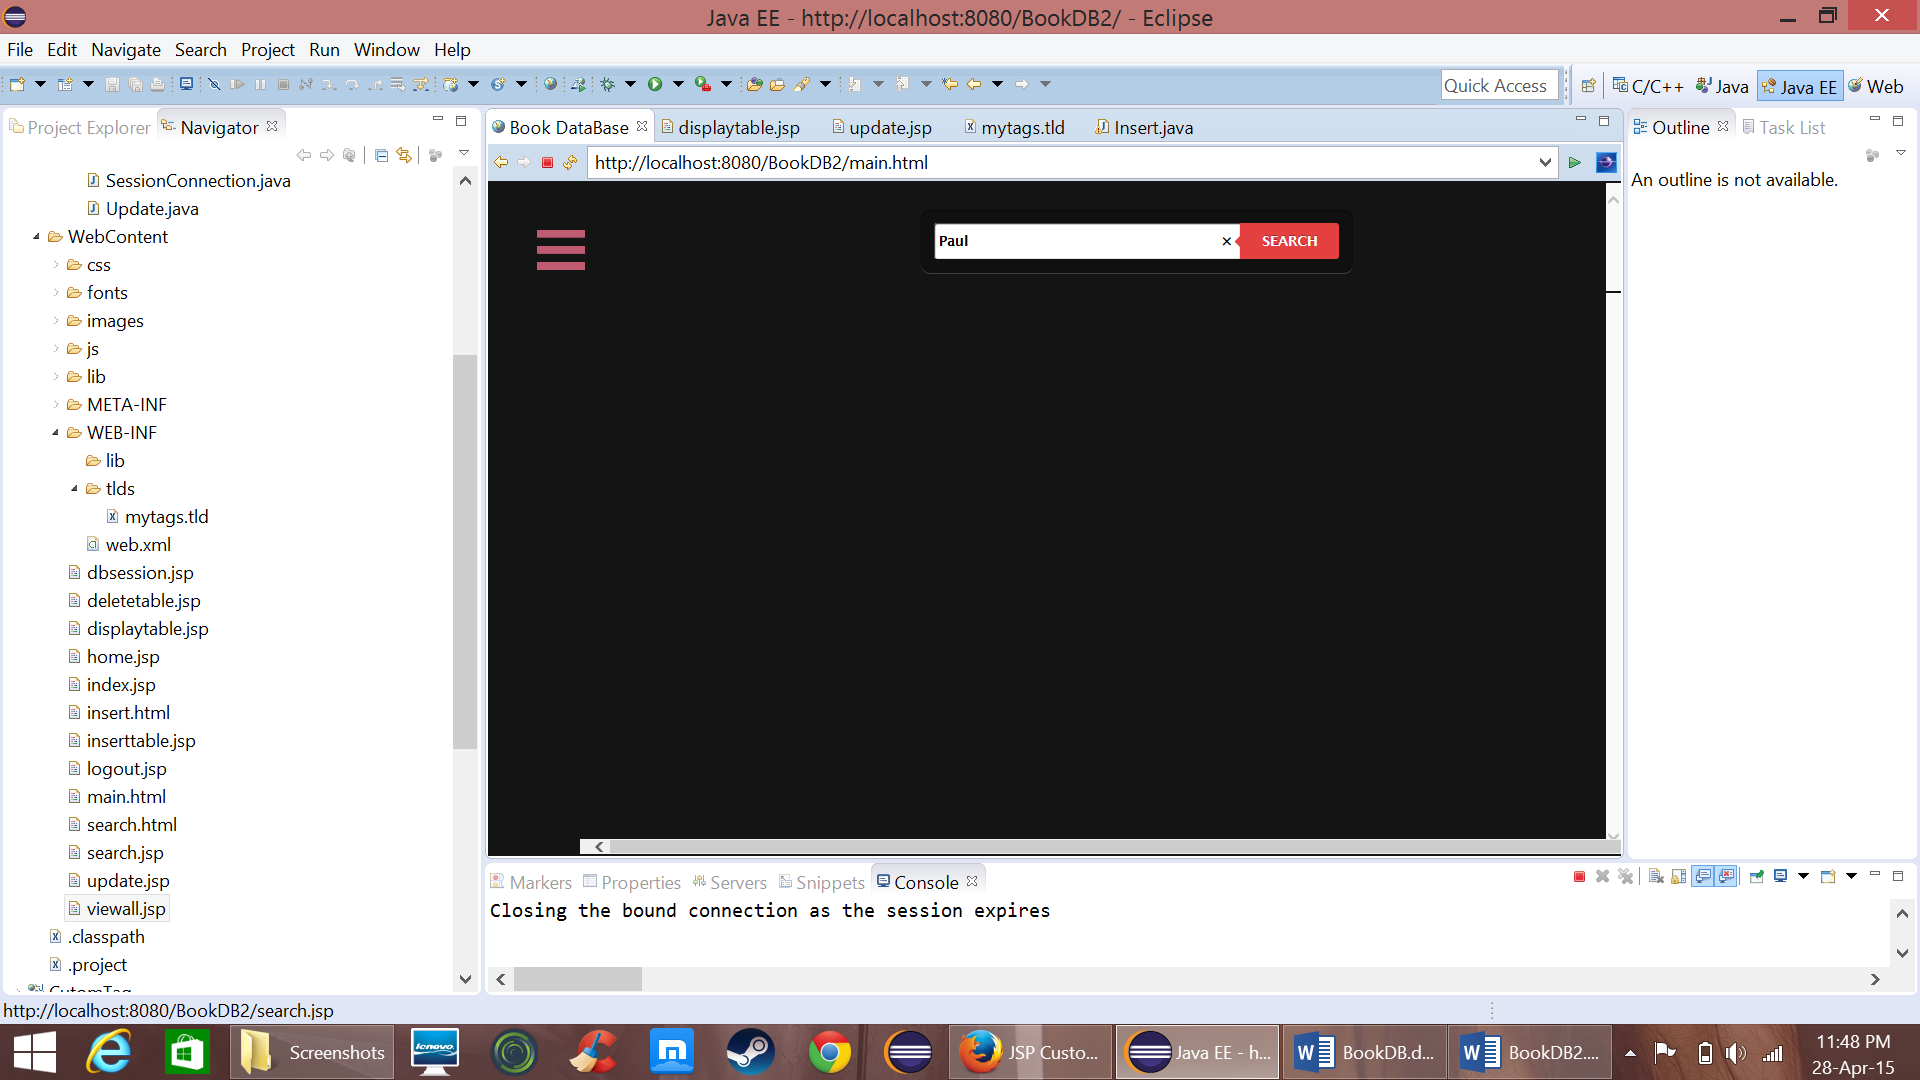 Java EE - http://localhost:8080/BookDB2/ - Eclipse
File Edit Navigate Search Project Run Window Help
Quick Access
C/C++ Java Java EE Web
Project Explorer Navigator
SessionConnection.java
Update.java
WebContent
css
fonts
images
js
lib
META-INF
WEB-INF
lib
tlds
mytags.tld
web.xml
dbsession.jsp
deletetable.jsp
displaytable.jsp
home.jsp
index.jsp
insert.html
inserttable.jsp
logout.jsp
main.html
search.html
search.jsp
update.jsp
viewall.jsp
.classpath
.project
CutomTag
Book DataBase displaytable.jsp update.jsp mytags.tld Insert.java
http://localhost:8080/BookDB2/main.html
Paul
SEARCH
Outline Task List
An outline is not available.
Markers Properties Servers Snippets Console
Closing the bound connection as the session expires
http://localhost:8080/BookDB2/search.jsp
Screenshots
lenovo
JSP Custo...
Java EE - h...
BookDB.d...
BookDB2....
11:48 PM
28-Apr-15